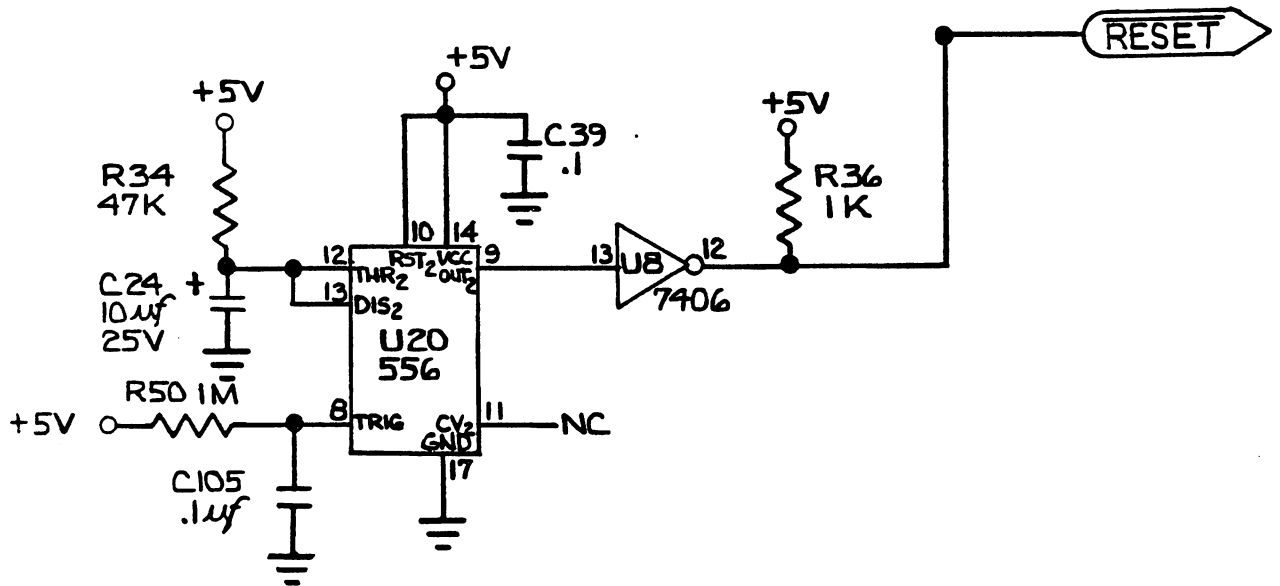 RESET
+5V
+5V
+5V
C39
.1
R34
47K
R36
1K
10
14
12
RST2
VCC
9
13
U8
12
THR2
OUT2
7406
C24
+
10uf
25V
13
DIS2
U20
556
R50 1M
+5V
8
TRIG
CV2
11
NC
GND
17
C105
.1uf